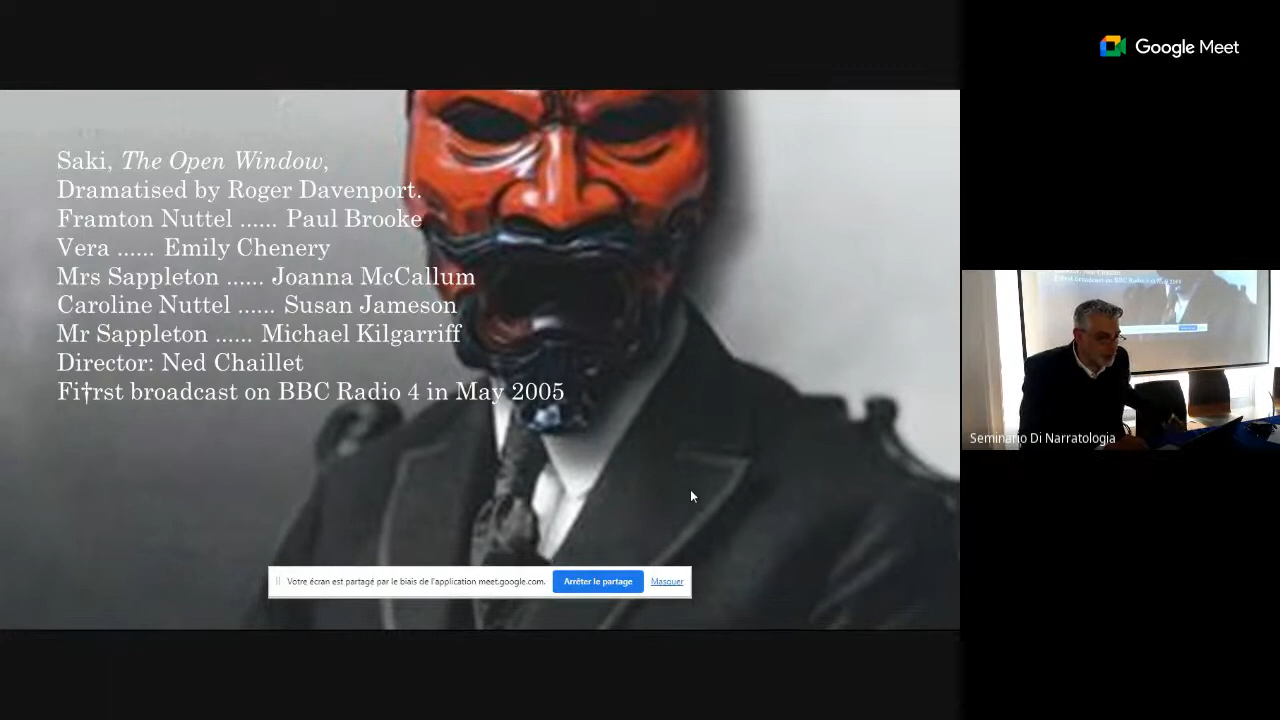 Google Meet
Saki, The Open Window,
Dramatised by Roger Davenport.
Framton Nuttel ...... Paul Brooke
Vera ...... Emily Chenery
Mrs Sappleton ...... Joanna McCallum
Caroline Nuttel ...... Susan Jameson
Mr Sappleton ...... Michael Kilgarriff
Director: Ned Chaillet
Fi†rst broadcast on BBC Radio 4 in May 2005
Seminario Di Narratologia
Votre écran est partagé par le biais de l'application meet.google.com.
Arrêter le partage
Masquer